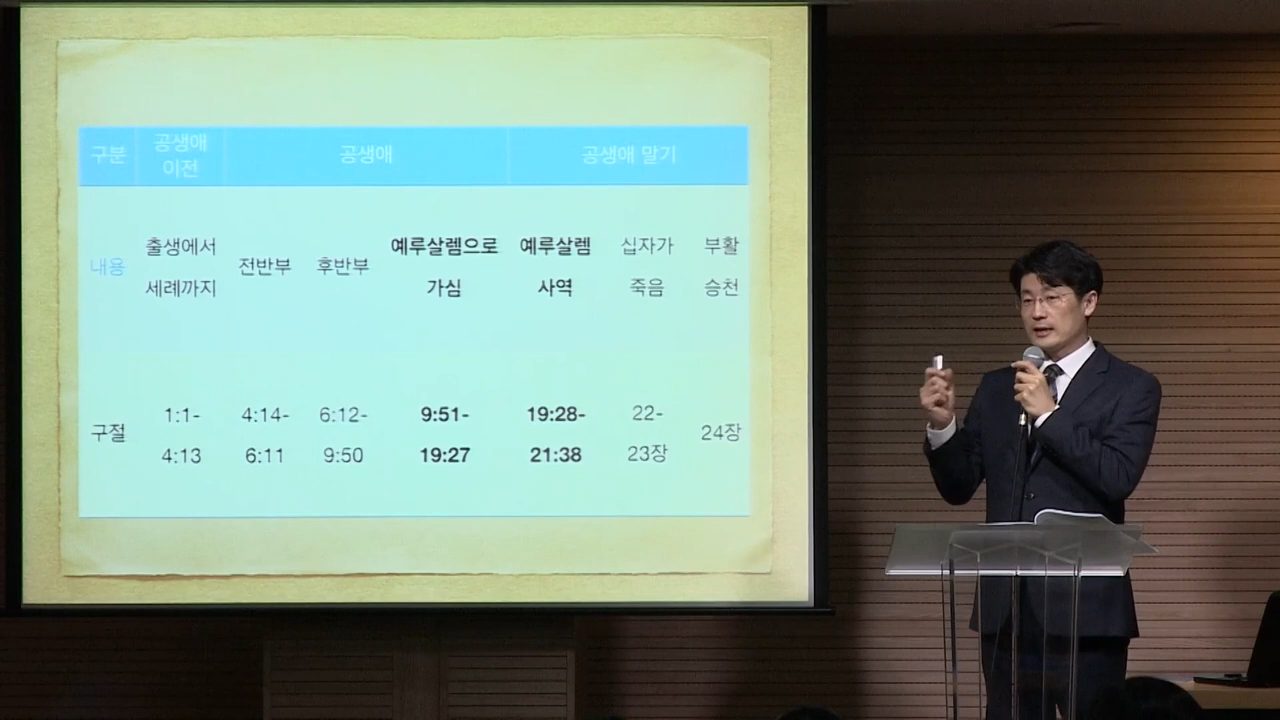 구분
공생애
이전
공생애
공생애 말기
내용
출생에서
세례까지
전반부
후반부
예루살렘으로
가심
예루살렘
사역
십자가
죽음
부활
승천
구절
1:1-
4:13
4:14-
6:11
6:12-
9:50
9:51-
19:27
19:28-
21:38
22-
23장
24장